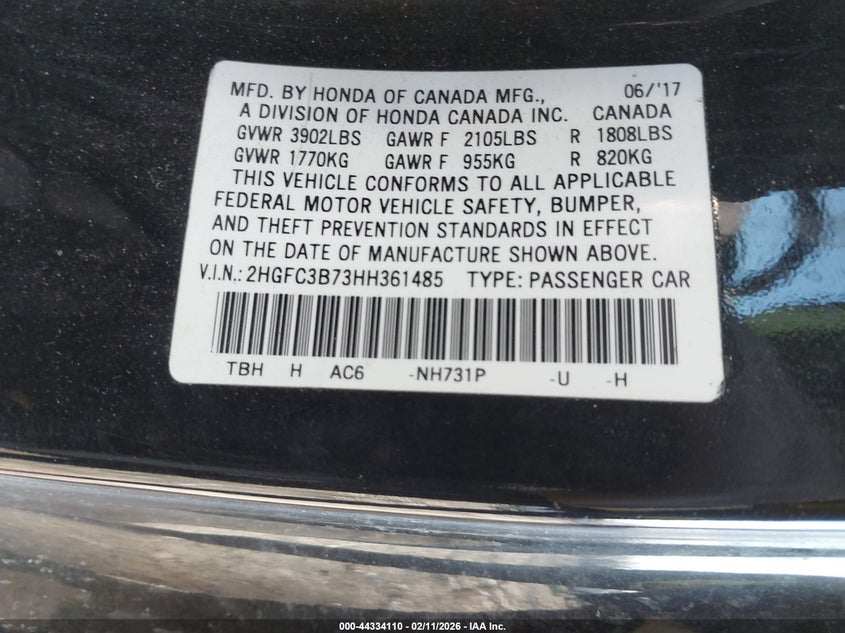 MFD. BY HONDA OF CANADA MFG., 06/'17
A DIVISION OF HONDA CANADA INC. CANADA
GVWR 3902LBS GAWR F 2105LBS R 1808LBS
GVWR 1770KG GAWR F 955KG R 820KG
THIS VEHICLE CONFORMS TO ALL APPLICABLE
FEDERAL MOTOR VEHICLE SAFETY, BUMPER,
AND THEFT PREVENTION STANDARDS IN EFFECT
ON THE DATE OF MANUFACTURE SHOWN ABOVE.
V.I.N.: 2HGFC3B73HH361485 TYPE: PASSENGER CAR
TBH H AC6 -NH731P -U -H
000-44334110 - 02/11/2026 - IAA Inc.